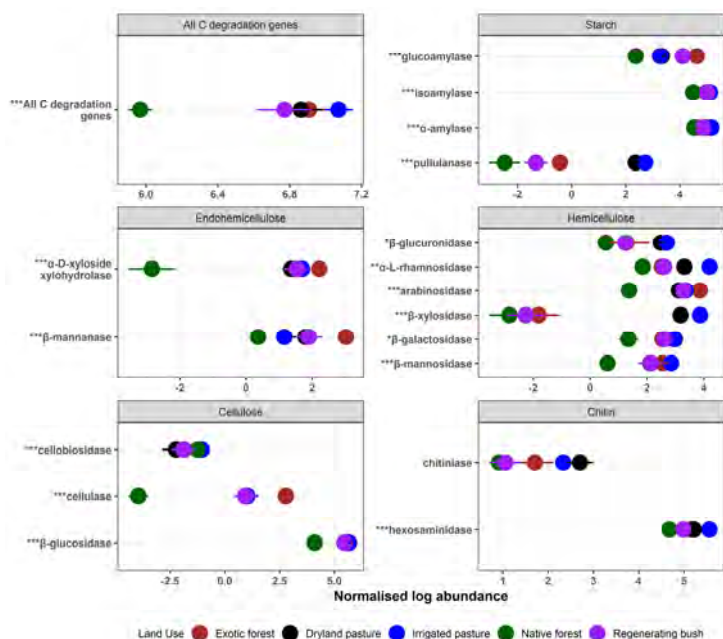 All C degradation genes
***All C degradation
genes
6.0
6.4
6.8
7.2
Starch
***glucoamylase
***isoamylase
***α-amylase
***pullulanase
-2
0
2
4
Endohemicellulose
***α-D-xyloside
xylohydrolase
***β-mannanase
-2
0
2
Hemicellulose
*β-glucuronidase
**α-L-rhamnosidase
***arabinosidase
***β-xylosidase
*β-galactosidase
***β-mannosidase
-2
0
2
4
Cellulose
***cellobiosidase
***cellulase
***β-glucosidase
-2.5
0.0
2.5
5.0
Chitin
chitinase
***hexosaminidase
1
2
3
4
5
Normalised log abundance
Land Use Exotic forest Dryland pasture Irrigated pasture Native forest Regenerating bush